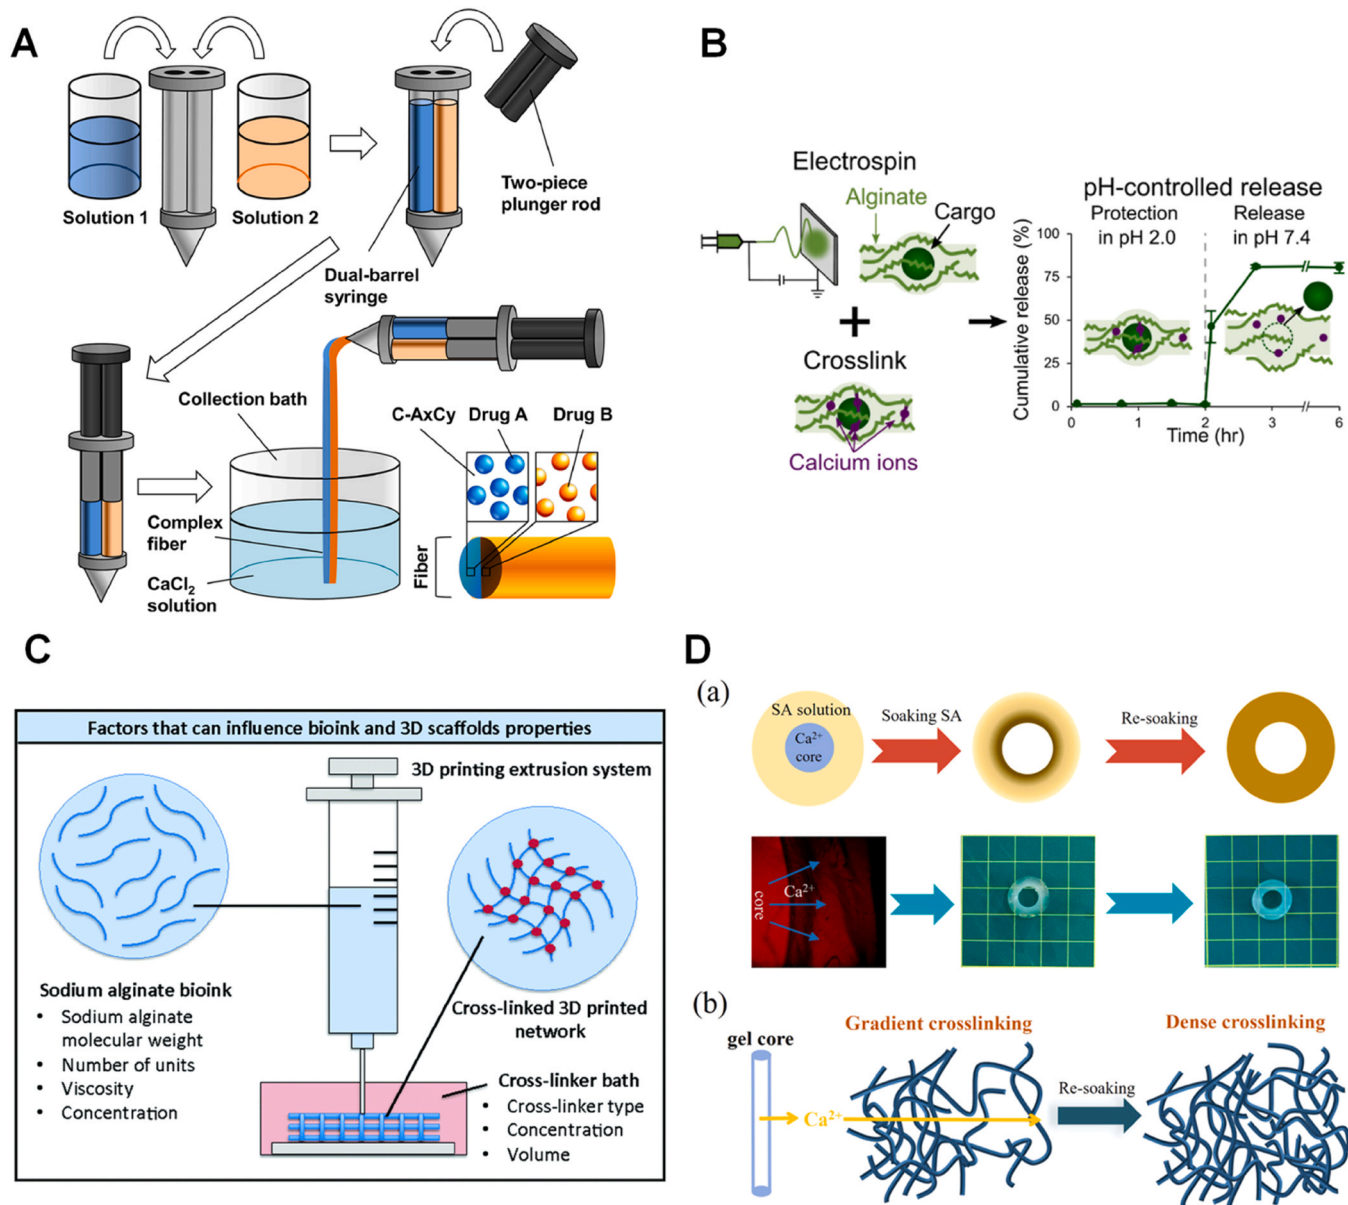 A
Solution 1
Solution 2
Two-piece
plunger rod
Dual-barrel
syringe
Collection bath
C-AxCy
Drug A
Drug B
Complex
fiber
CaCl2
solution
Fiber
B
Electrospin
Alginate
Cargo
+
Crosslink
Calcium ions
pH-controlled release
Protection
in pH 2.0
Release
in pH 7.4
Cumulative release (%)
100
75
50
25
0
0
1
2
3
6
Time (hr)
C
Factors that can influence bioink and 3D scaffolds properties
3D printing extrusion system
Sodium alginate bioink
• Sodium alginate
molecular weight
• Number of units
• Viscosity
• Concentration
Cross-linked 3D printed
network
Cross-linker bath
• Cross-linker type
• Concentration
• Volume
D
(a)
SA solution
Ca2+
core
Soaking SA
Re-soaking
core
Ca2+
(b)
gel core
Gradient crosslinking
Dense crosslinking
Ca2+
Re-soaking